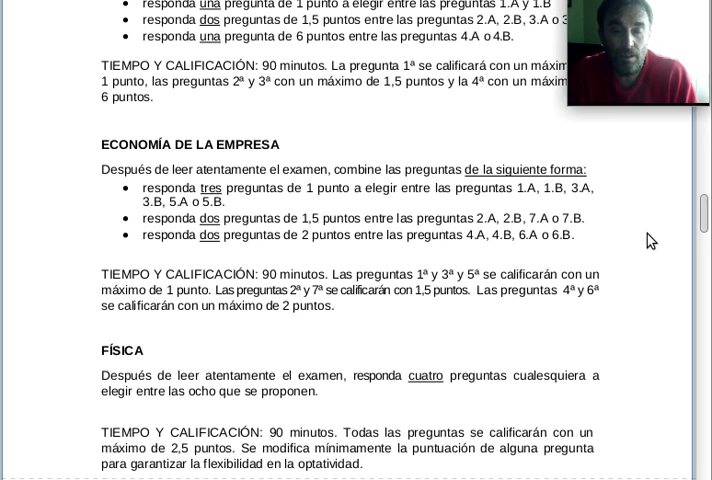 responda una pregunta de 1 punto a elegir entre las preguntas 1.A y 1.B
responda dos preguntas de 1,5 puntos entre las preguntas 2.A, 2.B, 3.A o
responda una pregunta de 6 puntos entre las preguntas 4.A o 4.B.
TIEMPO Y CALIFICACIÓN: 90 minutos. La pregunta 1ª se calificará con un
1 punto, las preguntas 2ª y 3ª con un máximo de 1,5 puntos y la 4ª con un
6 puntos.
ECONOMÍA DE LA EMPRESA
Después de leer atentamente el examen, combine las preguntas de la siguiente forma:
responda tres preguntas de 1 punto a elegir entre las preguntas 1.A, 1.B, 3.A,
3.B, 5.A o 5.B.
responda dos preguntas de 1,5 puntos entre las preguntas 2.A, 2.B, 7.A o 7.B.
responda dos preguntas de 2 puntos entre las preguntas 4.A, 4.B, 6.A o 6.B.
TIEMPO Y CALIFICACIÓN: 90 minutos. Las preguntas 1ª y 3ª y 5ª se calificarán con un
máximo de 1 punto. Las preguntas 2ª y 7ª se calificarán con 1,5 puntos. Las preguntas 4ª y 6ª
se calificarán con un máximo de 2 puntos.
FÍSICA
Después de leer atentamente el examen, responda cuatro preguntas cualesquiera a
elegir entre las ocho que se proponen.
TIEMPO Y CALIFICACIÓN: 90 minutos. Todas las preguntas se calificarán con un
máximo de 2,5 puntos. Se modifica mínimamente la puntuación de alguna pregunta
para garantizar la flexibilidad en la optatividad.